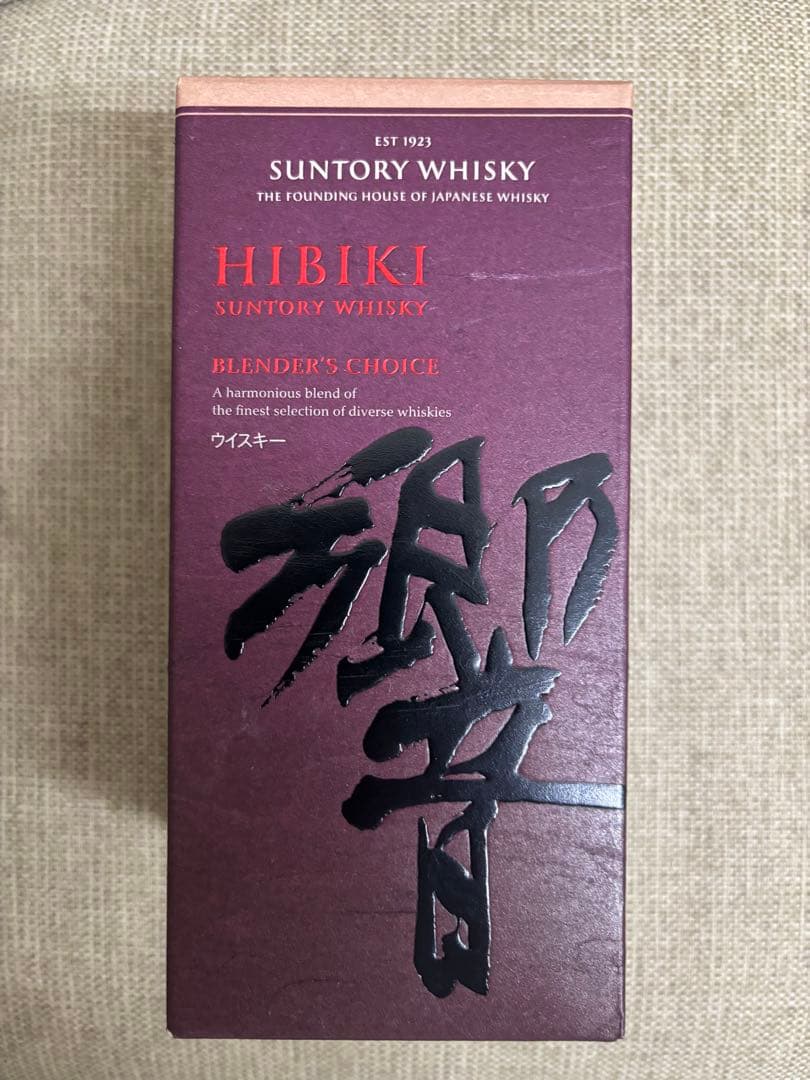 EST 1923
SUNTORY WHISKY
THE FOUNDING HOUSE OF JAPANESE WHISKY
HIBIKI
SUNTORY WHISKY
BLENDER'S CHOICE
A harmonious blend of
the finest selection of diverse whiskies
ウイスキー
響